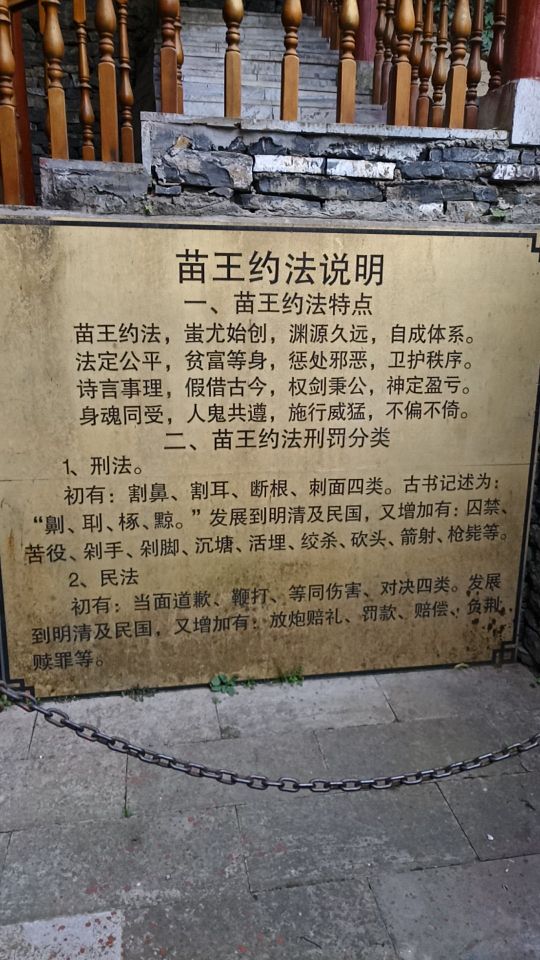 苗王约法说明
一、苗王约法特点
苗王约法，蚩尤始创，渊源久远，自成体系。
法定公平，贫富等身，惩处邪恶，卫护秩序。
诗言事理，假借古今，权剑秉公，神定盈亏。
身魂同受，人鬼共遵，施行威猛，不偏不倚。
二、苗王约法刑罚分类
1、刑法。
初有：割鼻、割耳、断根、刺面四类。古书记述为：
“劓、刵、椓、黥。”发展到明清及民国，又增加有：囚禁、
苦役、剁手、剁脚、沉塘、活埋、绞杀、砍头、箭射、枪毙等。
2、民法
初有：当面道歉、鞭打、等同伤害、对决四类。发展
到明清及民国，又增加有：放炮赔礼、罚款、赔偿、负荆
赎罪等。